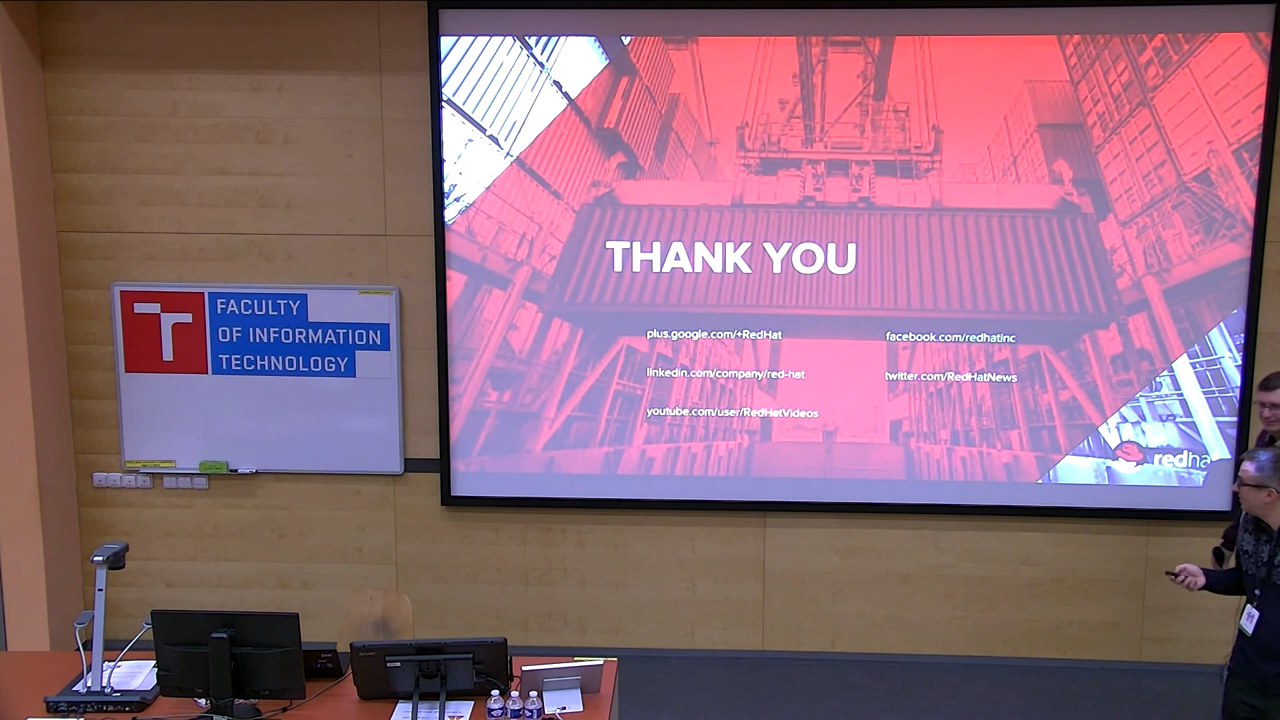 FACULTY
OF INFORMATION
TECHNOLOGY
THANK YOU
plus.google.com/+RedHat
facebook.com/redhatinc
linkedin.com/company/red-hat
twitter.com/RedHatNews
youtube.com/user/RedHatVideos
redha